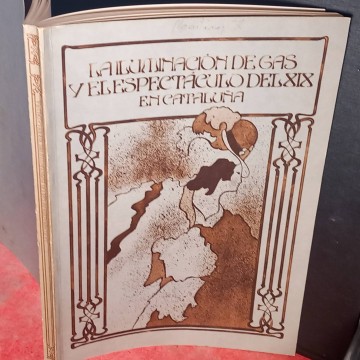 LA ILUMINACIÓN DE GAS
Y EL ESPECTÁCULO DEL XIX
EN CATALUÑA